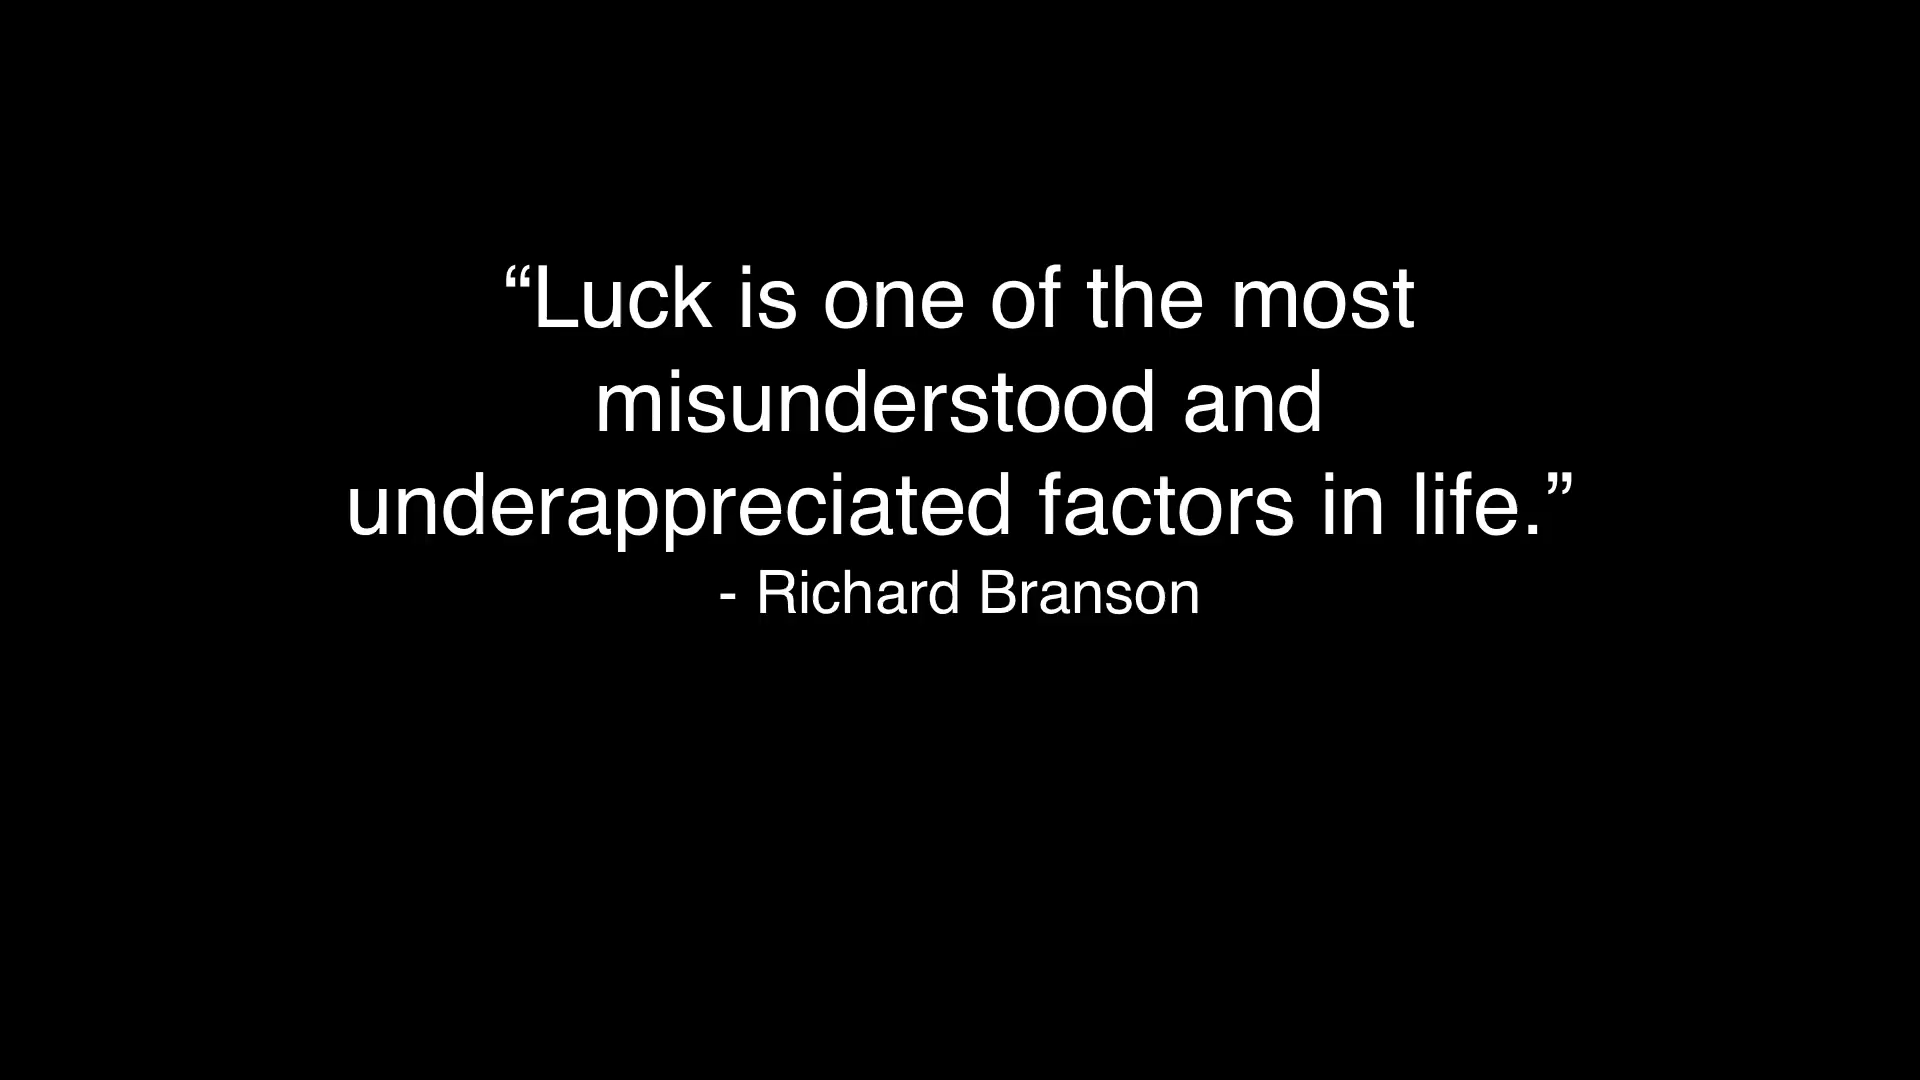 “Luck is one of the most
misunderstood and
underappreciated factors in life.”
- Richard Branson